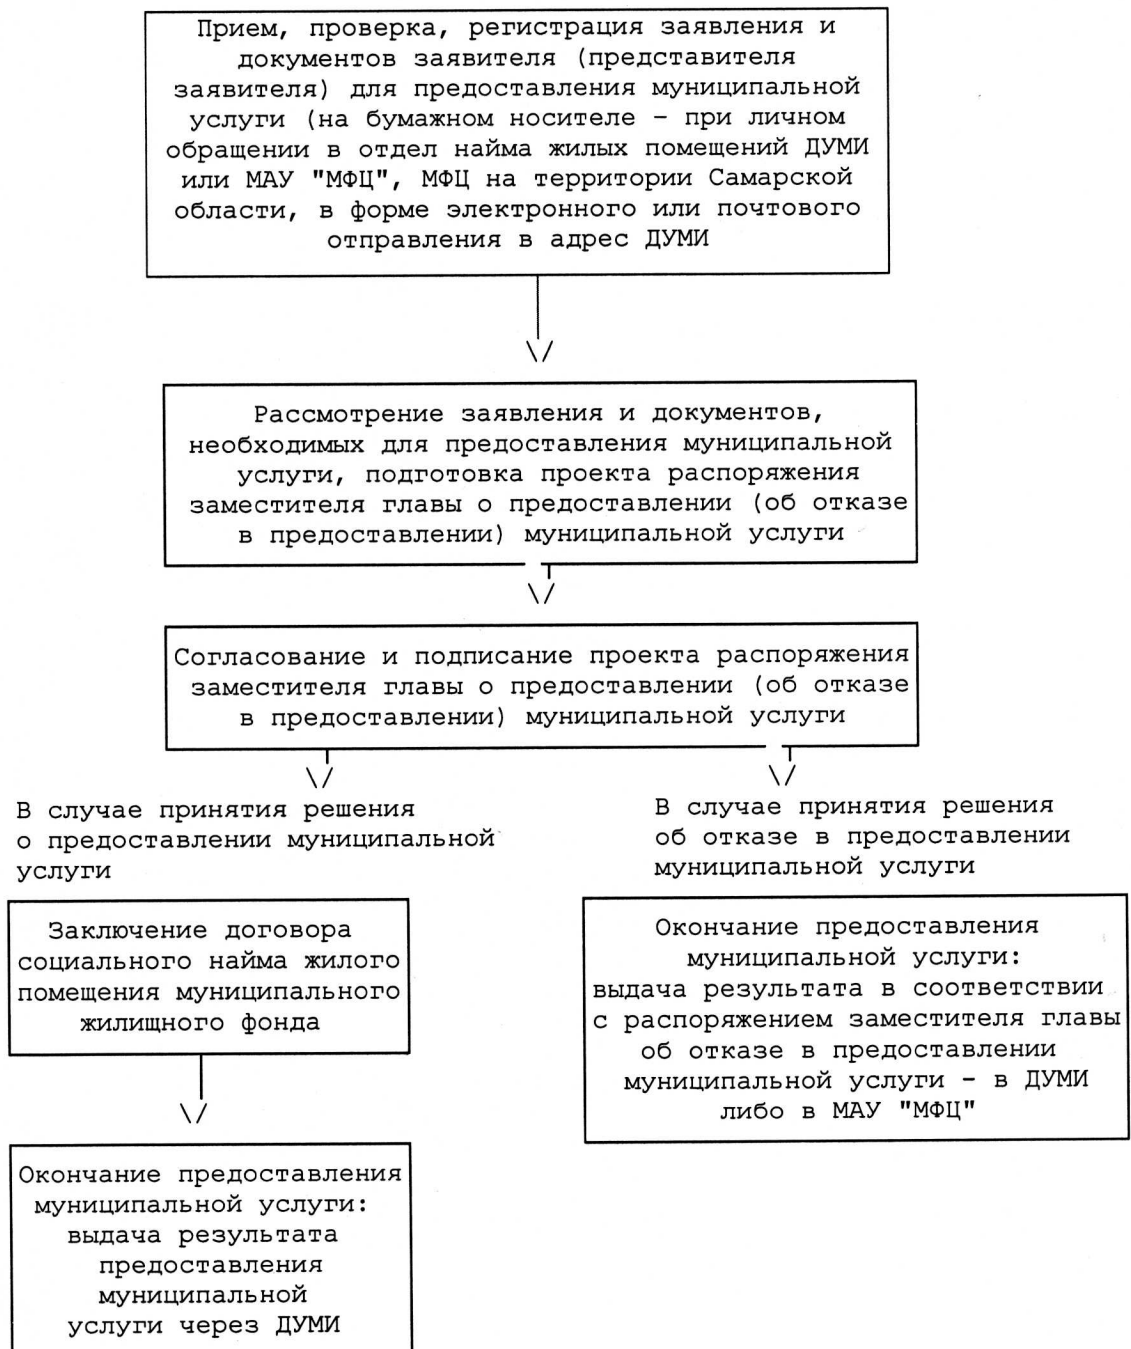 Прием, проверка, регистрация заявления и
документов заявителя (представителя
заявителя) для предоставления муниципальной
услуги (на бумажном носителе – при личном
обращении в отдел найма жилых помещений ДУМИ
или МАУ "МФЦ", МФЦ на территории Самарской
области, в форме электронного или почтового
отправления в адрес ДУМИ
Рассмотрение заявления и документов,
необходимых для предоставления муниципальной
услуги, подготовка проекта распоряжения
заместителя главы о предоставлении (об отказе
в предоставлении) муниципальной услуги
Согласование и подписание проекта распоряжения
заместителя главы о предоставлении (об отказе
в предоставлении) муниципальной услуги
В случае принятия решения
о предоставлении муниципальной
услуги
Заключение договора
социального найма жилого
помещения муниципального
жилищного фонда
Окончание предоставления
муниципальной услуги:
выдача результата
предоставления
муниципальной
услуги через ДУМИ
В случае принятия решения
об отказе в предоставлении
муниципальной услуги
Окончание предоставления
муниципальной услуги:
выдача результата в соответствии
с распоряжением заместителя главы
об отказе в предоставлении
муниципальной услуги – в ДУМИ
либо в МАУ "МФЦ"